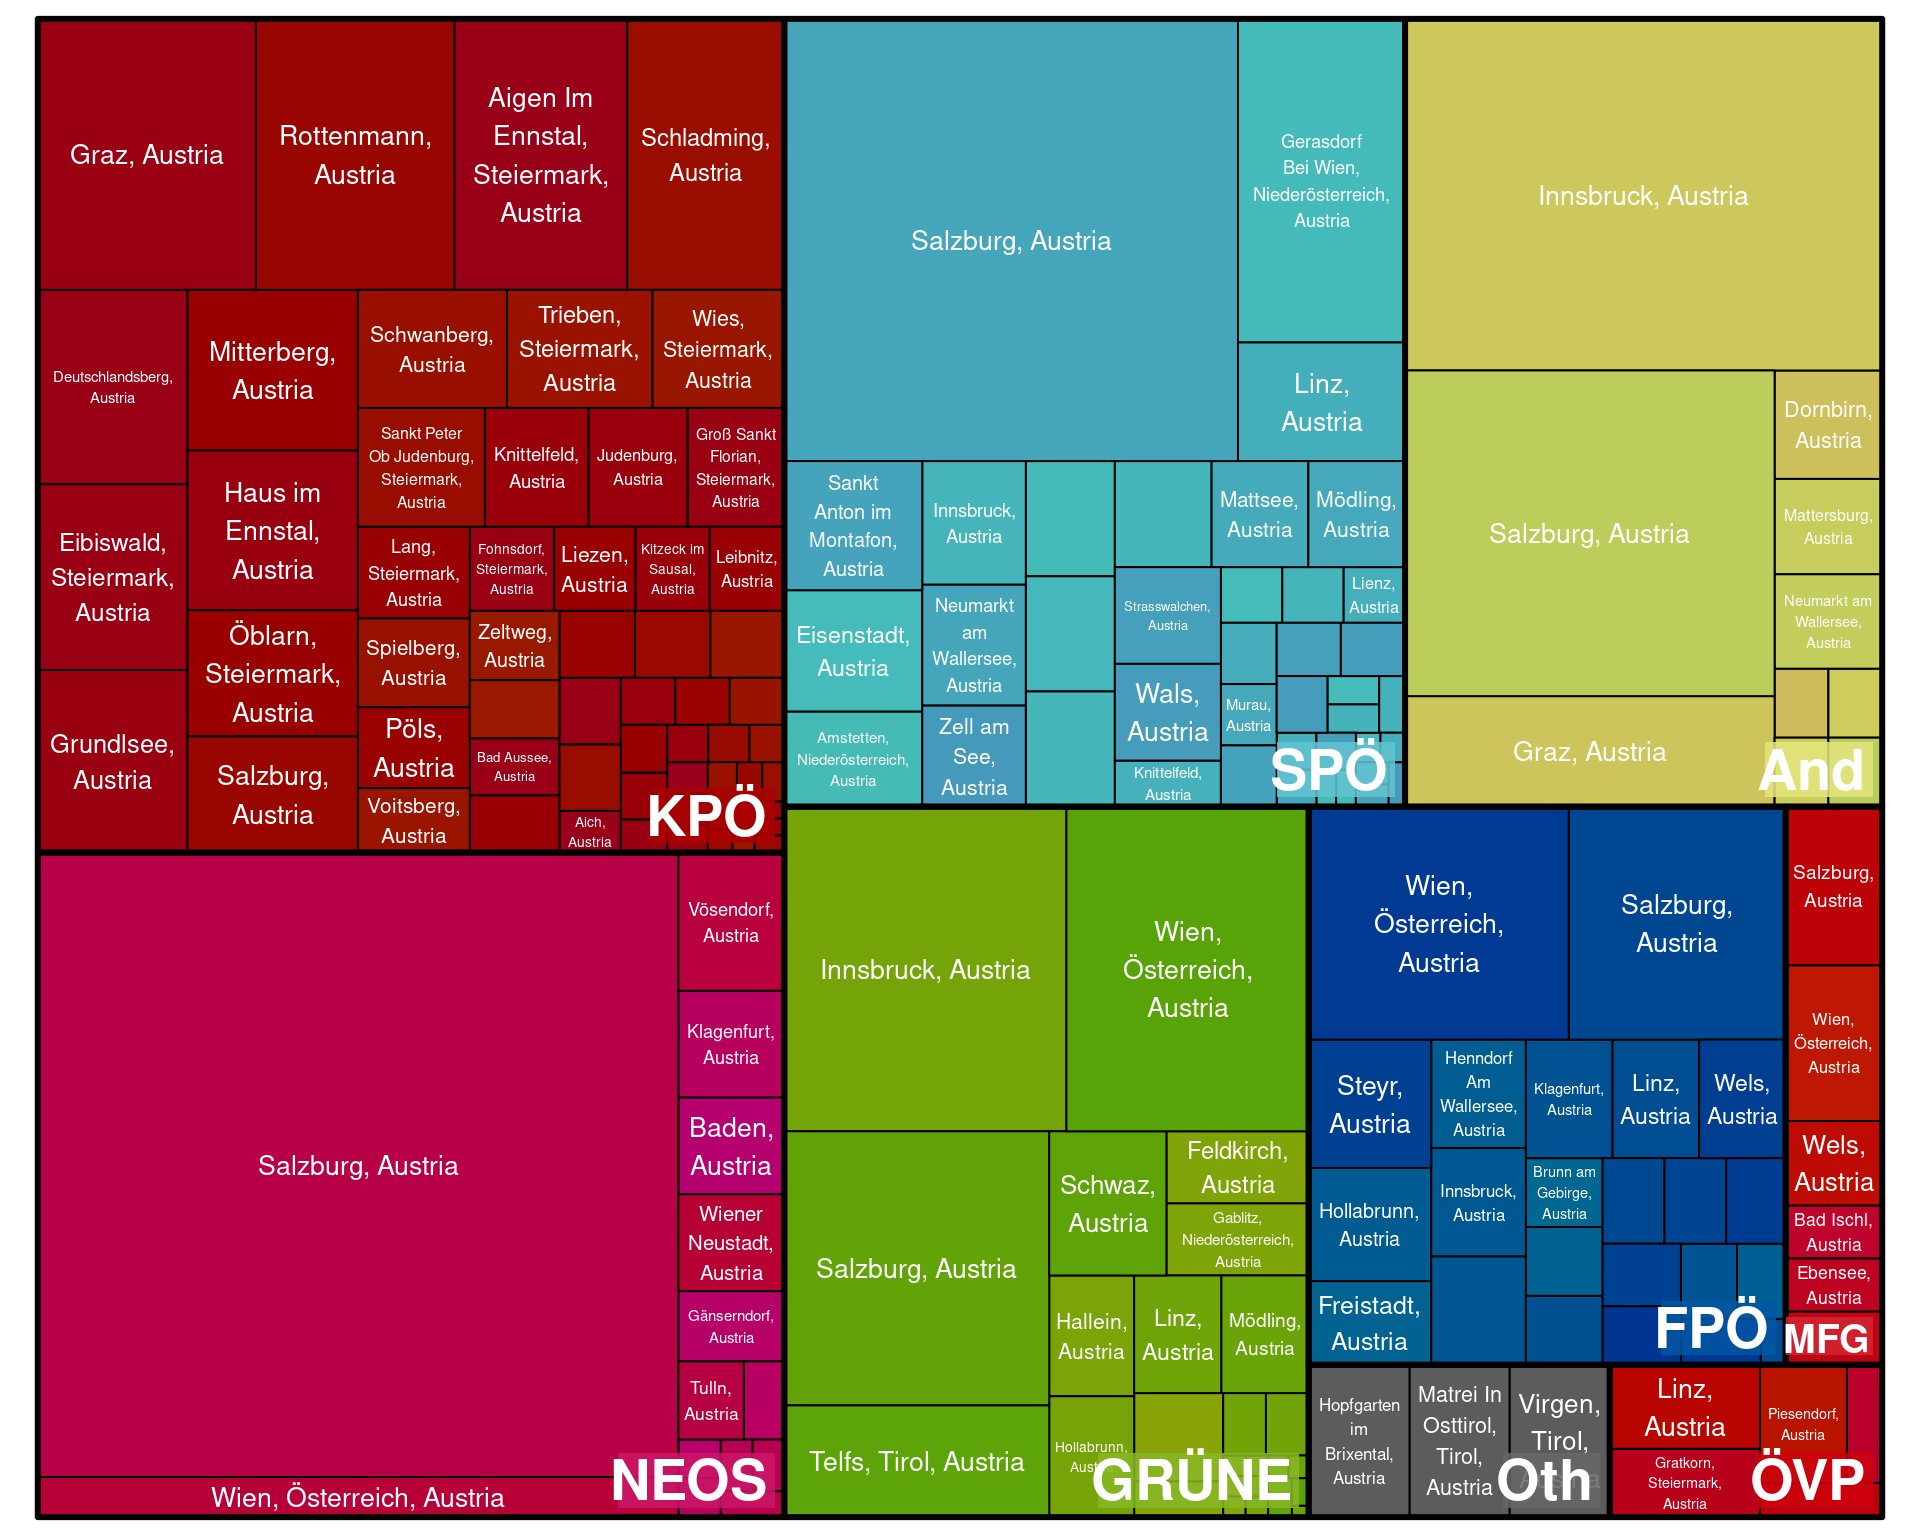 Graz, Austria
Rottenmann,
Austria
Aigen Im
Ennstal,
Steiermark,
Austria
Schladming,
Austria
Deutschlandsberg,
Austria
Mitterberg,
Austria
Schwanberg,
Austria
Trieben,
Steiermark,
Austria
Wies,
Steiermark,
Austria
Sankt Peter
Ob Judenburg,
Steiermark,
Austria
Knittelfeld,
Austria
Judenburg,
Austria
Groß Sankt
Florian,
Steiermark,
Austria
Eibiswald,
Steiermark,
Austria
Haus im
Ennstal,
Austria
Lang,
Steiermark,
Austria
Fohnsdorf,
Steiermark,
Austria
Liezen,
Austria
Kitzeck im
Sausal,
Austria
Leibnitz,
Austria
Öblarn,
Steiermark,
Austria
Spielberg,
Austria
Zeltweg,
Austria
Grundlsee,
Austria
Salzburg,
Austria
Pöls,
Austria
Bad Aussee,
Austria
Voitsberg,
Austria
Aich,
Austria
KPÖ
Salzburg, Austria
Gerasdorf
Bei Wien,
Niederösterreich,
Austria
Linz,
Austria
Sankt
Anton im
Montafon,
Austria
Innsbruck,
Austria
Mattsee,
Austria
Mödling,
Austria
Eisenstadt,
Austria
Neumarkt
am
Wallersee,
Austria
Strasswalchen,
Austria
Lienz,
Austria
Amstetten,
Niederösterreich,
Austria
Zell am
See,
Austria
Wals,
Austria
Murau,
Austria
Knittelfeld,
Austria
SPÖ
Innsbruck, Austria
Salzburg, Austria
Dornbirn,
Austria
Mattersburg,
Austria
Neumarkt am
Wallersee,
Austria
Graz, Austria
And
Salzburg, Austria
Vösendorf,
Austria
Klagenfurt,
Austria
Baden,
Austria
Wiener
Neustadt,
Austria
Gänserndorf,
Austria
Tulln,
Austria
Wien, Österreich, Austria
NEOS
Innsbruck, Austria
Wien,
Österreich,
Austria
Salzburg, Austria
Schwaz,
Austria
Feldkirch,
Austria
Gablitz,
Niederösterreich,
Austria
Hallein,
Austria
Linz,
Austria
Mödling,
Austria
Telfs, Tirol, Austria
Hollabrunn,
Austria
GRÜNE
Wien,
Österreich,
Austria
Salzburg,
Austria
Steyr,
Austria
Henndorf
Am
Wallersee,
Austria
Klagenfurt,
Austria
Linz,
Austria
Wels,
Austria
Hollabrunn,
Austria
Innsbruck,
Austria
Brunn am
Gebirge,
Austria
Freistadt,
Austria
FPÖ
Salzburg,
Austria
Wien,
Österreich,
Austria
Wels,
Austria
Bad Ischl,
Austria
Ebensee,
Austria
MFG
Hopfgarten
im
Brixental,
Austria
Matrei In
Osttirol,
Tirol,
Austria
Virgen,
Tirol,
Austria
Oth
Linz,
Austria
Piesendorf,
Austria
Gratkorn,
Steiermark,
Austria
ÖVP